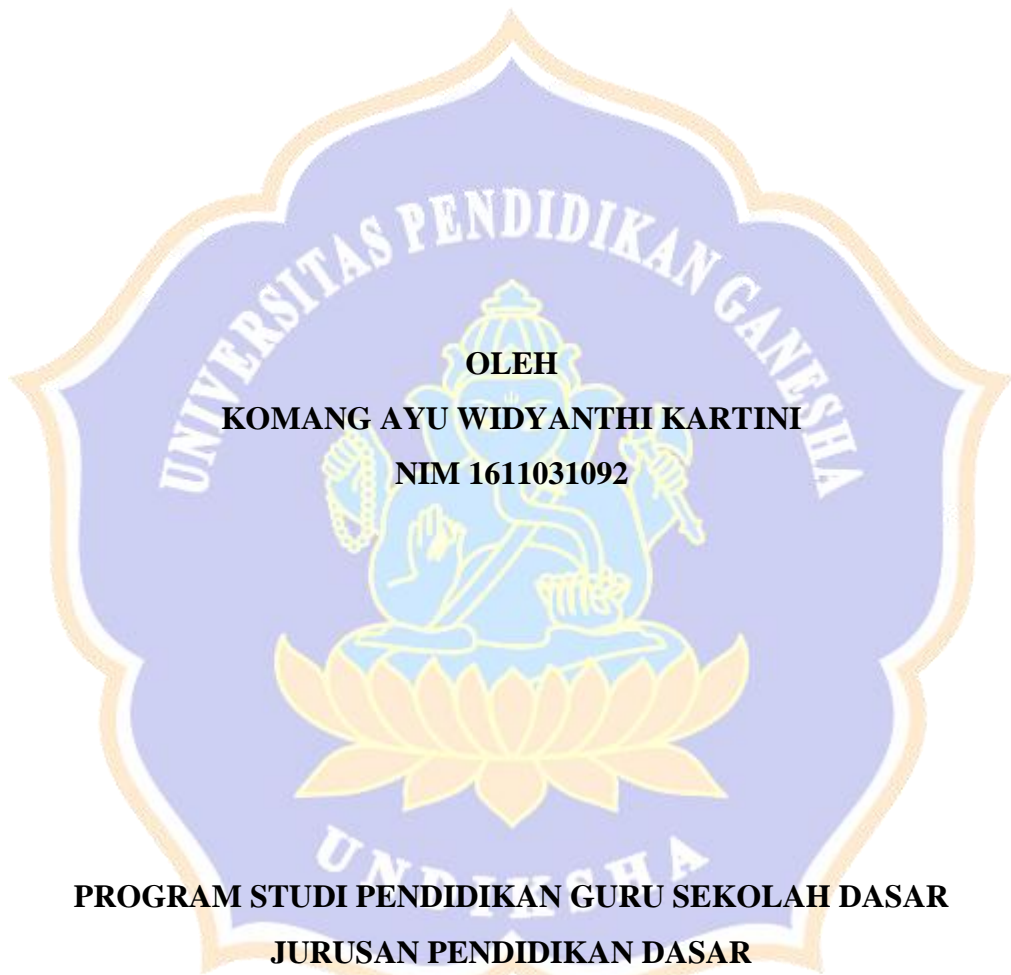 UNIVERSITAS PENDIDIKAN GANESHA
OLEH
KOMANG AYU WIDYANTHI KARTINI
NIM 1611031092
UNDIKSHA
PROGRAM STUDI PENDIDIKAN GURU SEKOLAH DASAR
JURUSAN PENDIDIKAN DASAR